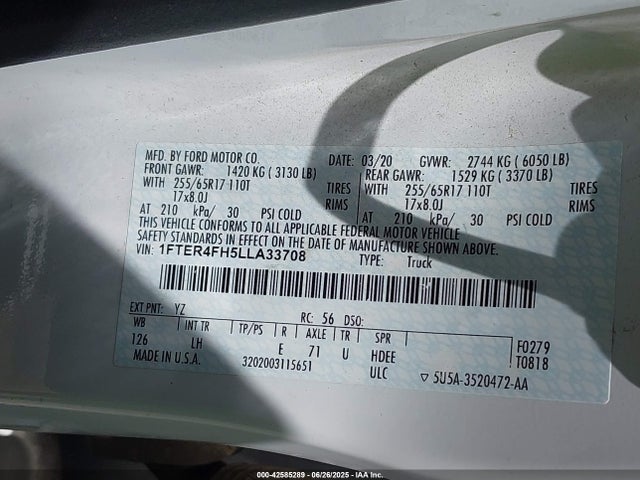 MFD. BY FORD MOTOR CO. DATE: 03/20 GVWR: 2744 KG ( 6050 LB)
FRONT GAWR: 1420 KG ( 3130 LB) REAR GAWR: 1529 KG ( 3370 LB)
WITH 255/65R17 110T TIRES WITH 255/65R17 110T TIRES
17x8.0J RIMS 17x8.0J RIMS
AT 210 kPa/ 30 PSI COLD AT 210 kPa/ 30 PSI COLD
THIS VEHICLE CONFORMS TO ALL APPLICABLE FEDERAL MOTOR VEHICLE
SAFETY STANDARDS IN EFFECT ON THE DATE OF MANUFACTURE SHOWN ABOVE.
VIN: 1FTER4FH5LLA33708 TYPE: Truck
EXT PNT: YZ RC: 56 DSO:
WB INT TR TP/PS R AXLE TR SPR F0279
126 LH E 71 U HDEE T0818
MADE IN U.S.A. 3202003115651 ULC ▽ 5U5A-3520472-AA
000-42585289 - 06/26/2025 - IAA Inc.